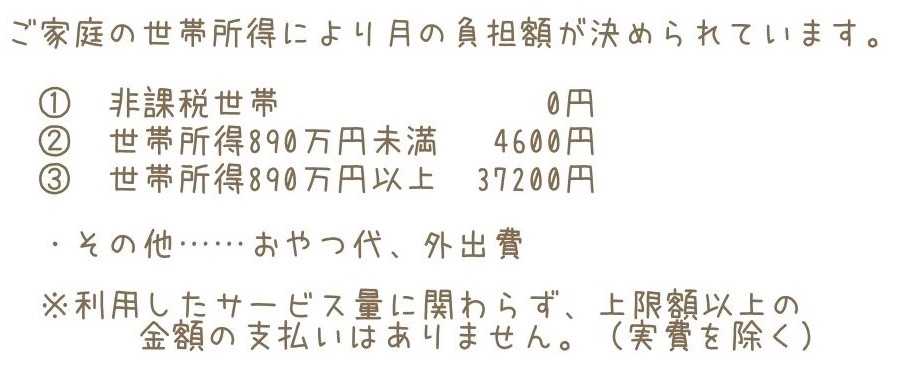 ご家庭の世帯所得により月の負担額が決められています。
① 非課税世帯 0円
② 世帯所得890万円未満 4600円
③ 世帯所得890万円以上 37200円
・その他……おやつ代、外出費
※利用したサービス量に関わらず、上限額以上の
金額の支払いはありません。（実費を除く）